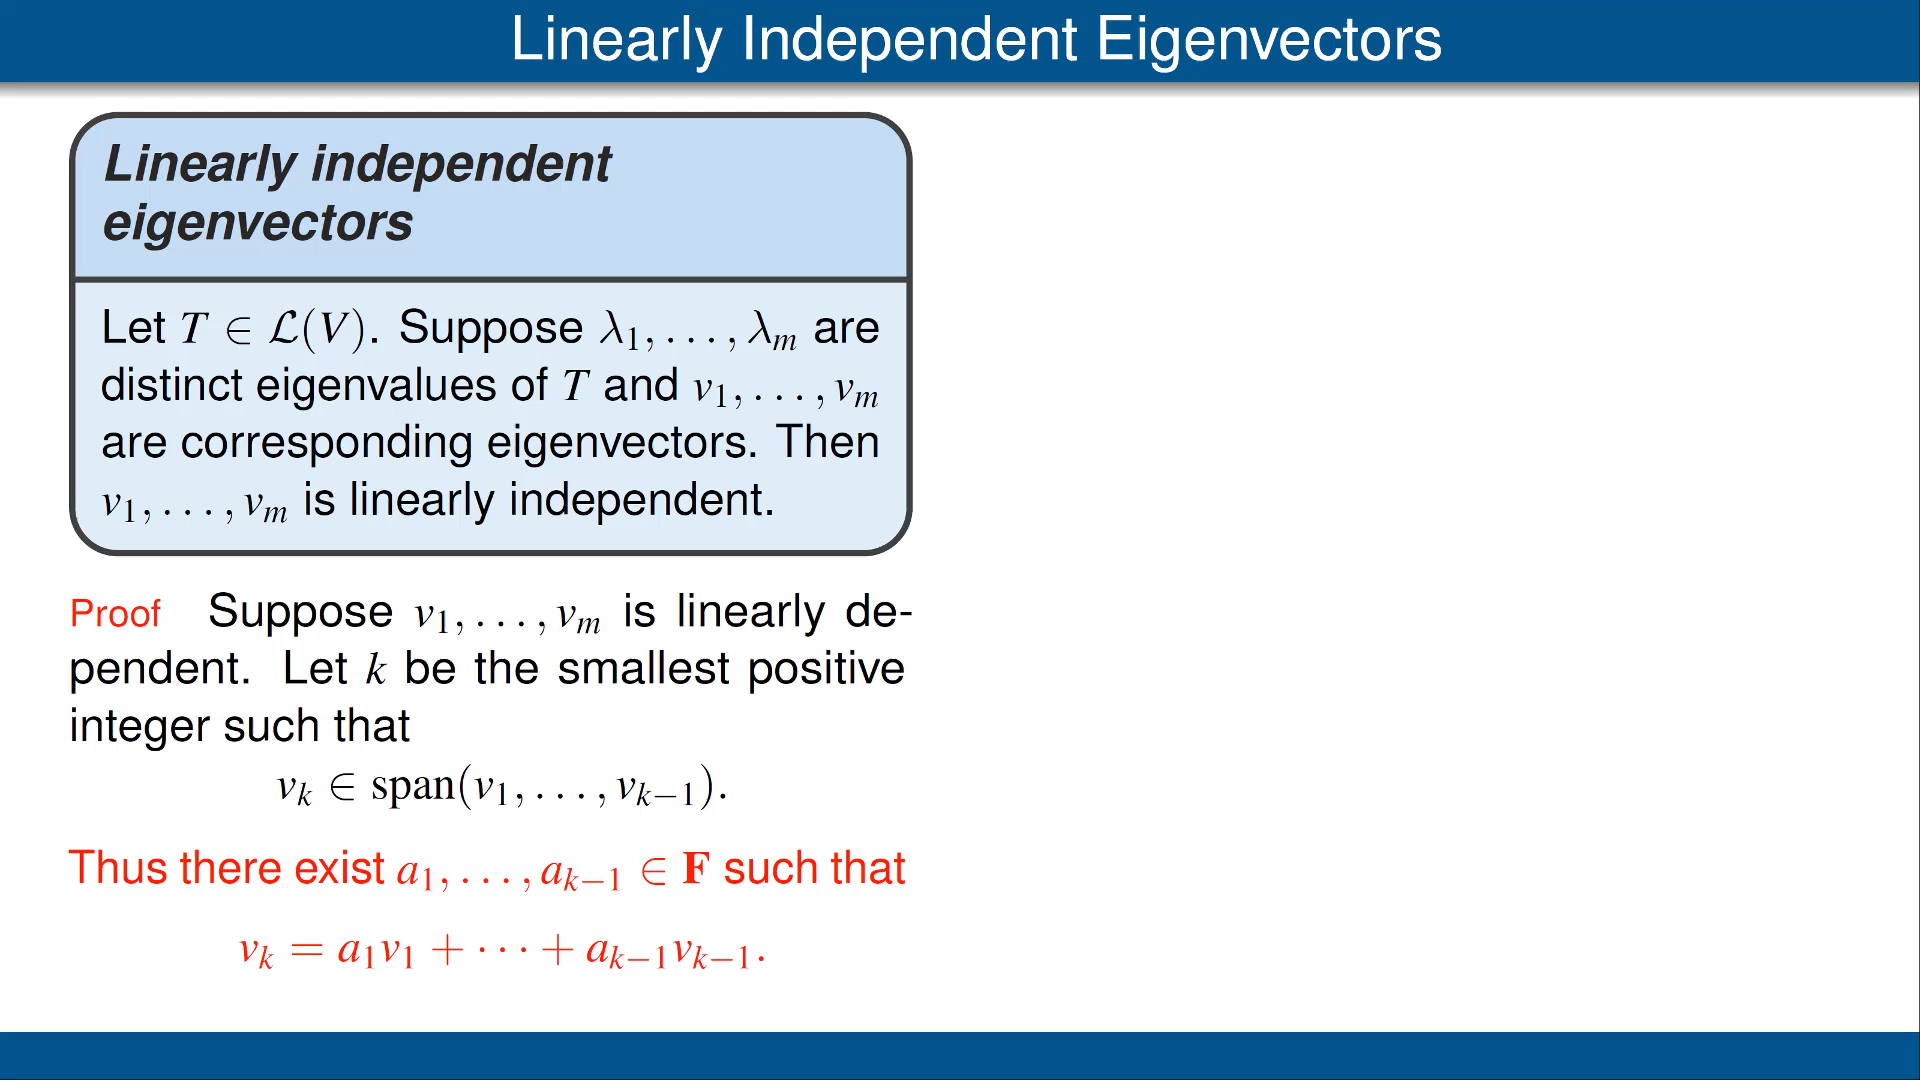 Linearly Independent Eigenvectors
Linearly independent
eigenvectors
Let T ∈ ℒ(V). Suppose λ₁, . . . , λₘ are
distinct eigenvalues of T and v₁, . . . , vₘ
are corresponding eigenvectors. Then
v₁, . . . , vₘ is linearly independent.
Proof Suppose v₁, . . . , vₘ is linearly de-
pendent. Let k be the smallest positive
integer such that
vₖ ∈ span(v₁, . . . , vₖ₋₁).
Thus there exist a₁, . . . , aₖ₋₁ ∈ F such that
vₖ = a₁v₁ + · · · + aₖ₋₁vₖ₋₁.